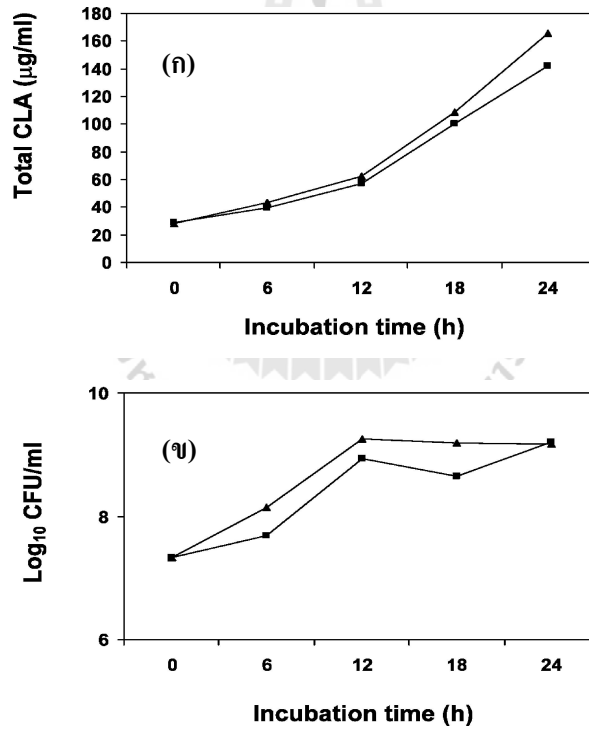 Total CLA (µg/ml)
180
160
140
120
100
80
60
40
20
0
(ก)
0 6 12 18 24
Incubation time (h)
Log₁₀ CFU/ml
10
8
6
(ข)
0 6 12 18 24
Incubation time (h)